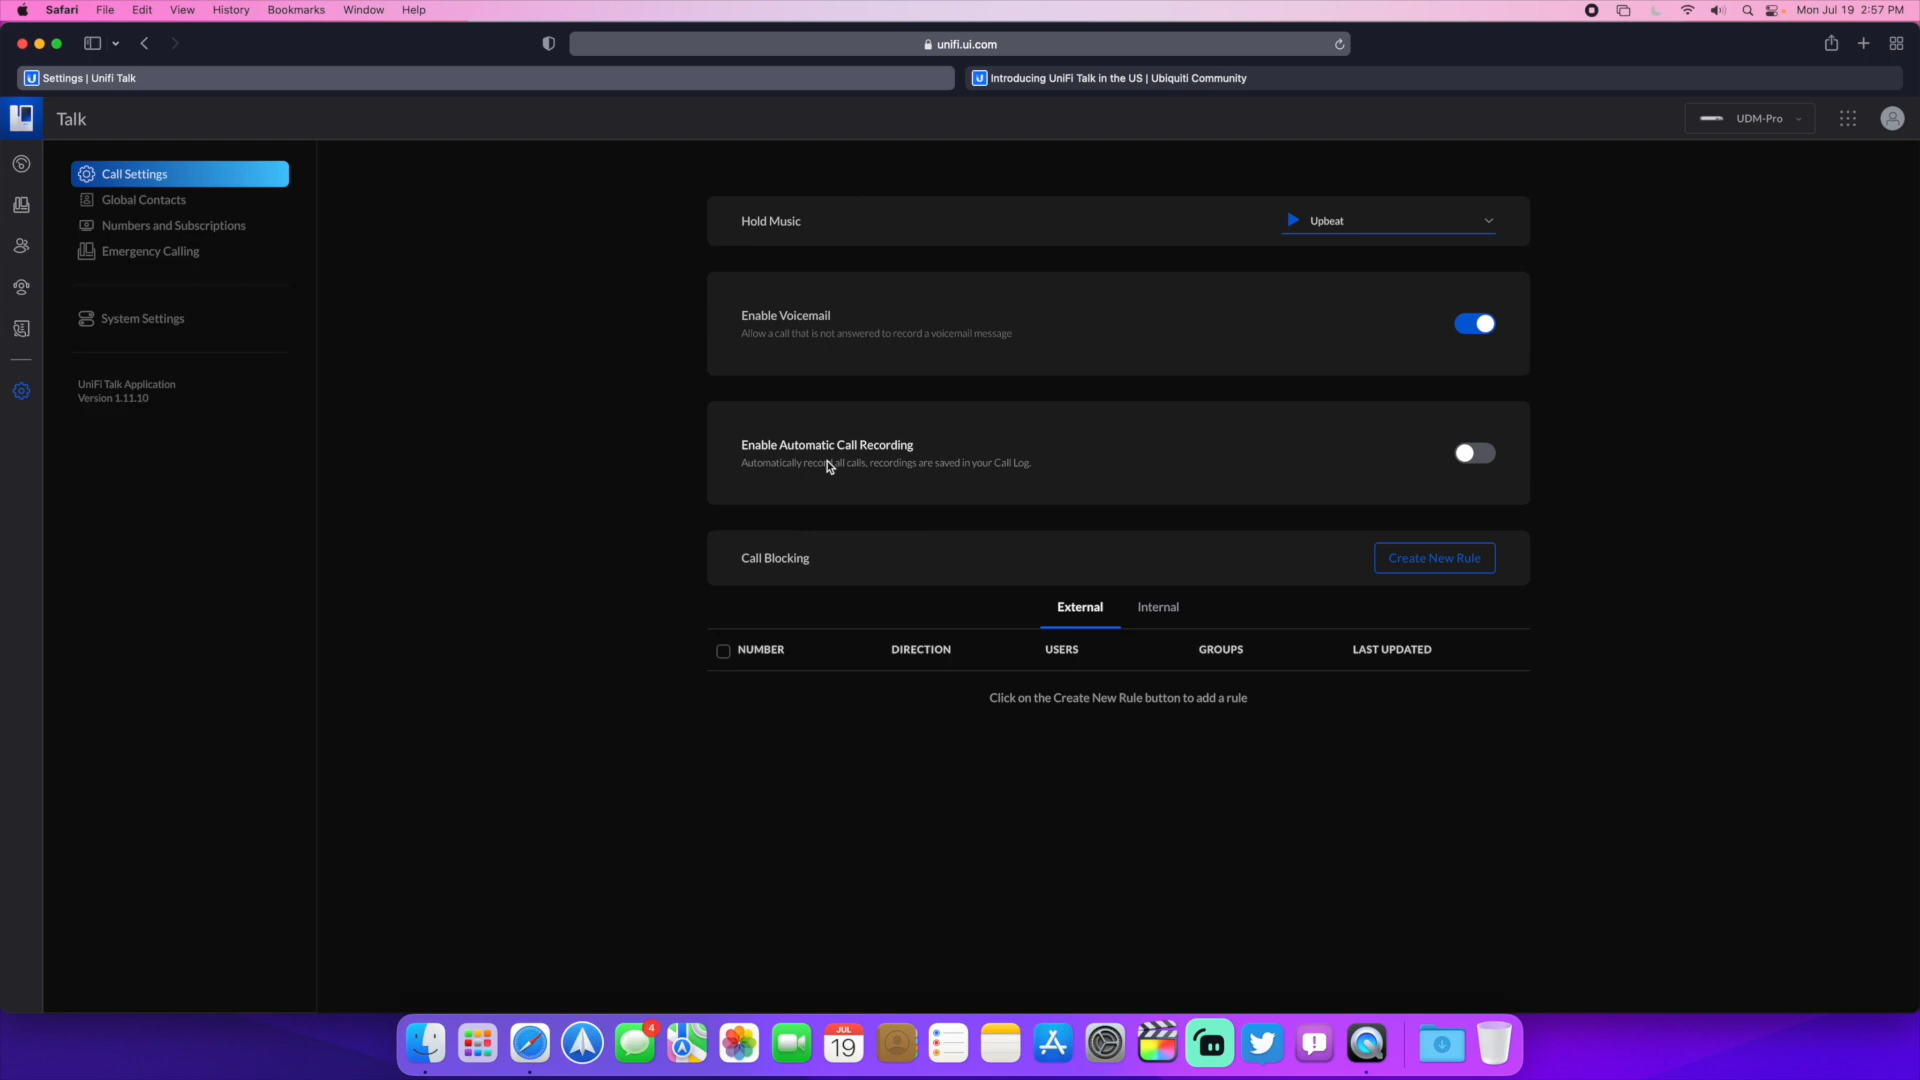 Safari File Edit View History Bookmarks Window Help
Mon Jul 19 2:57 PM
unifi.ui.com
Settings | Unifi Talk
Introducing UniFi Talk in the US | Ubiquiti Community
Talk
UDM-Pro
Call Settings
Global Contacts
Numbers and Subscriptions
Emergency Calling
System Settings
UniFi Talk Application
Version 1.11.10
Hold Music
Upbeat
Enable Voicemail
Allow a call that is not answered to record a voicemail message
Enable Automatic Call Recording
Automatically record all calls, recordings are saved in your Call Log.
Call Blocking
Create New Rule
External Internal
NUMBER DIRECTION USERS GROUPS LAST UPDATED
Click on the Create New Rule button to add a rule
4
JUL
19